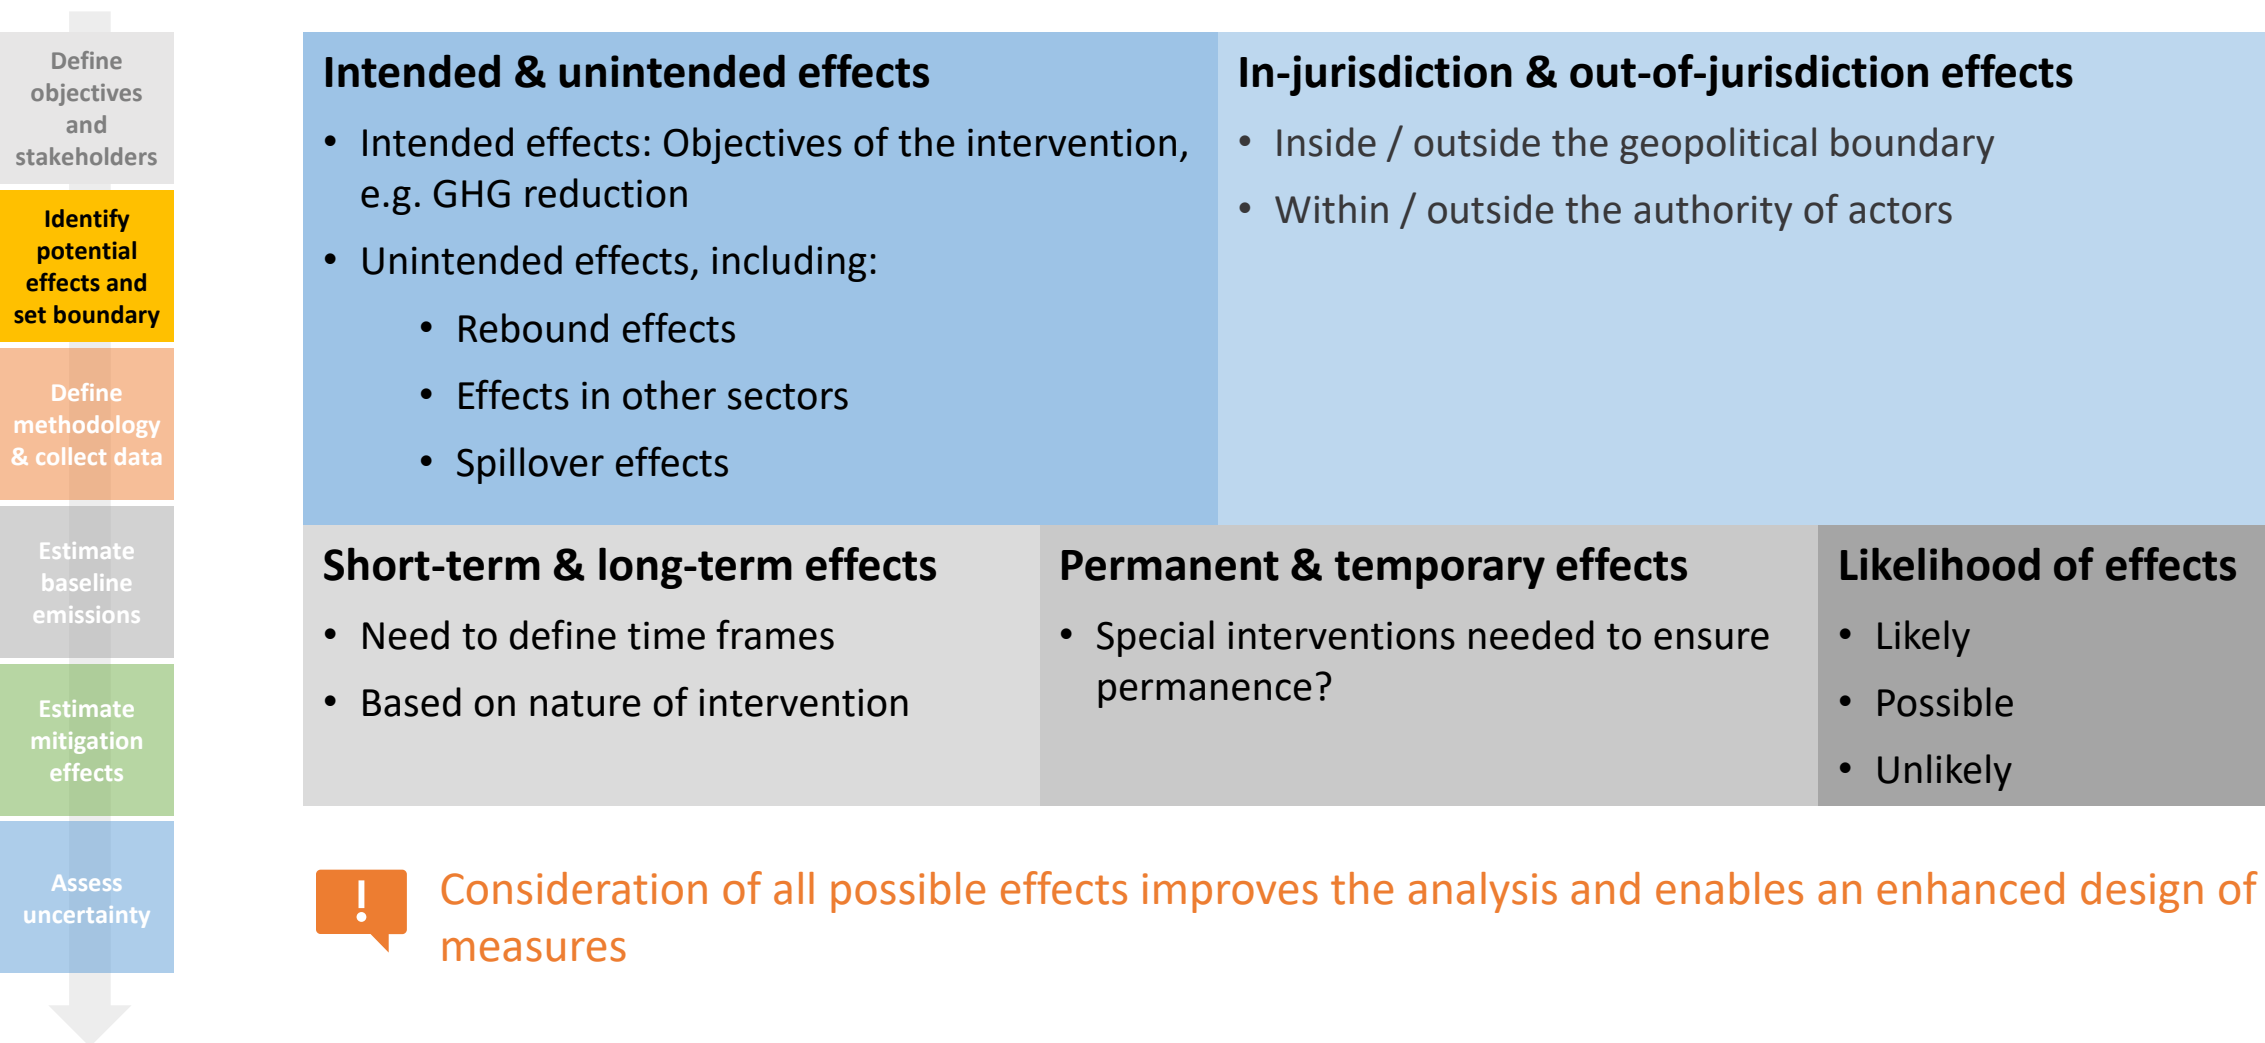 Define
objectives
and
stakeholders
Identify
potential
effects and
set boundary
Define
methodology
& collect data
Estimate
baseline
emissions
Estimate
mitigation
effects
Assess
uncertainty
Intended & unintended effects
• Intended effects: Objectives of the intervention,
e.g. GHG reduction
• Unintended effects, including:
• Rebound effects
• Effects in other sectors
• Spillover effects
In-jurisdiction & out-of-jurisdiction effects
• Inside / outside the geopolitical boundary
• Within / outside the authority of actors
Short-term & long-term effects
• Need to define time frames
• Based on nature of intervention
Permanent & temporary effects
• Special interventions needed to ensure
permanence?
Likelihood of effects
• Likely
• Possible
• Unlikely
!
Consideration of all possible effects improves the analysis and enables an enhanced design of
measures